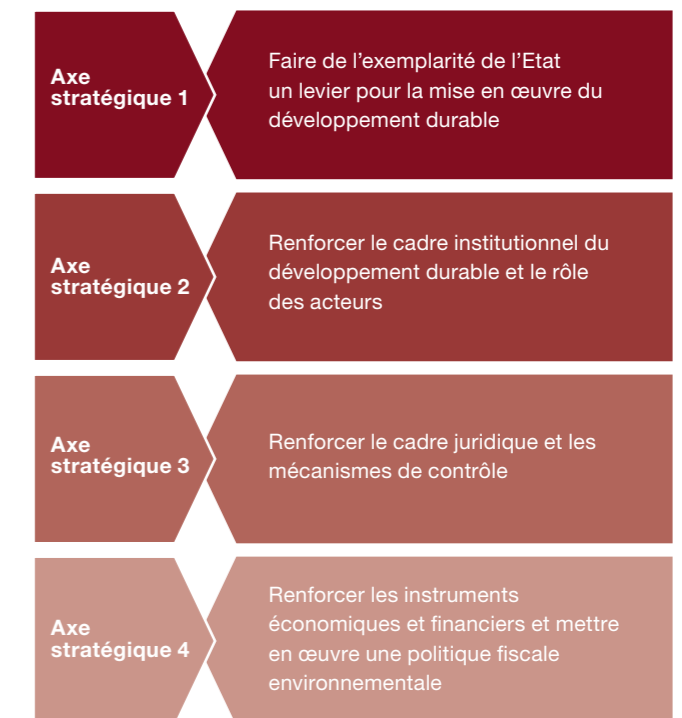 Axe
stratégique 1
Faire de l’exemplarité de l’Etat
un levier pour la mise en œuvre du
développement durable
Axe
stratégique 2
Renforcer le cadre institutionnel du
développement durable et le rôle
des acteurs
Axe
stratégique 3
Renforcer le cadre juridique et les
mécanismes de contrôle
Axe
stratégique 4
Renforcer les instruments
économiques et financiers et mettre
en œuvre une politique fiscale
environnementale